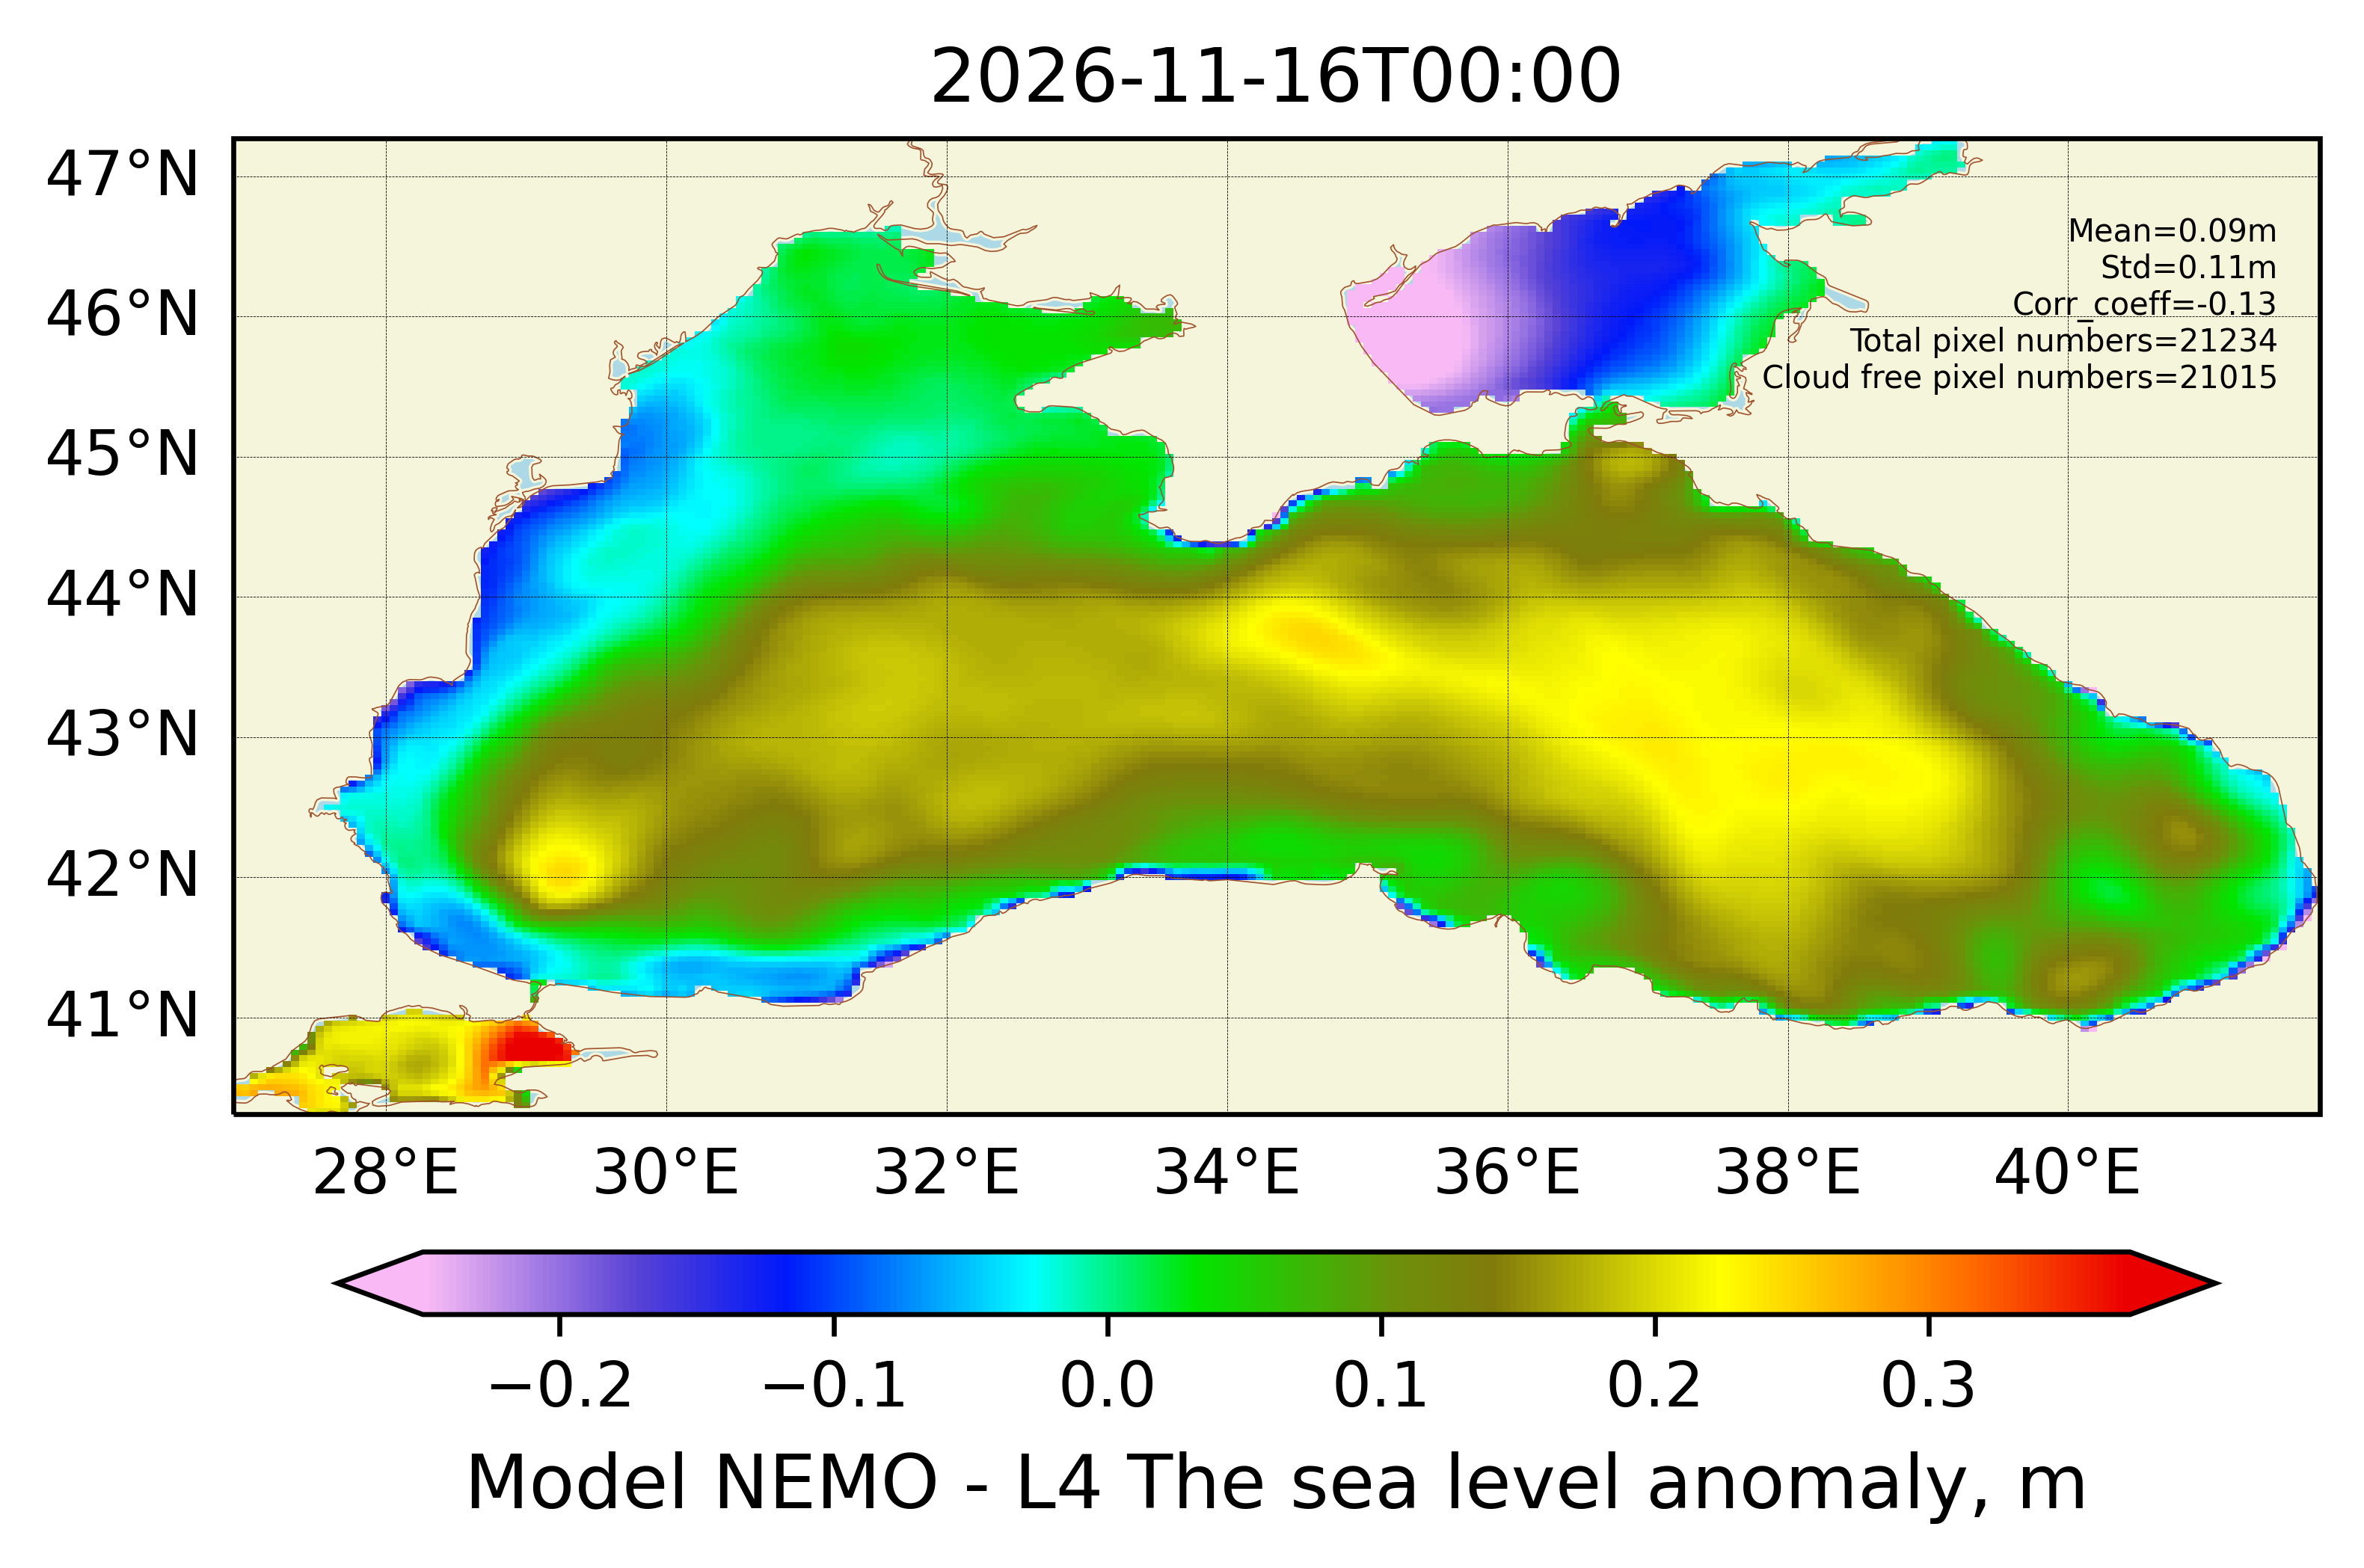 2026-11-16T00:00
47°N
46°N
45°N
44°N
43°N
42°N
41°N
Mean=0.09m
Std=0.11m
Corr_coeff=-0.13
Total pixel numbers=21234
Cloud free pixel numbers=21015
28°E 30°E 32°E 34°E 36°E 38°E 40°E
−0.2 −0.1 0.0 0.1 0.2 0.3
Model NEMO - L4 The sea level anomaly, m